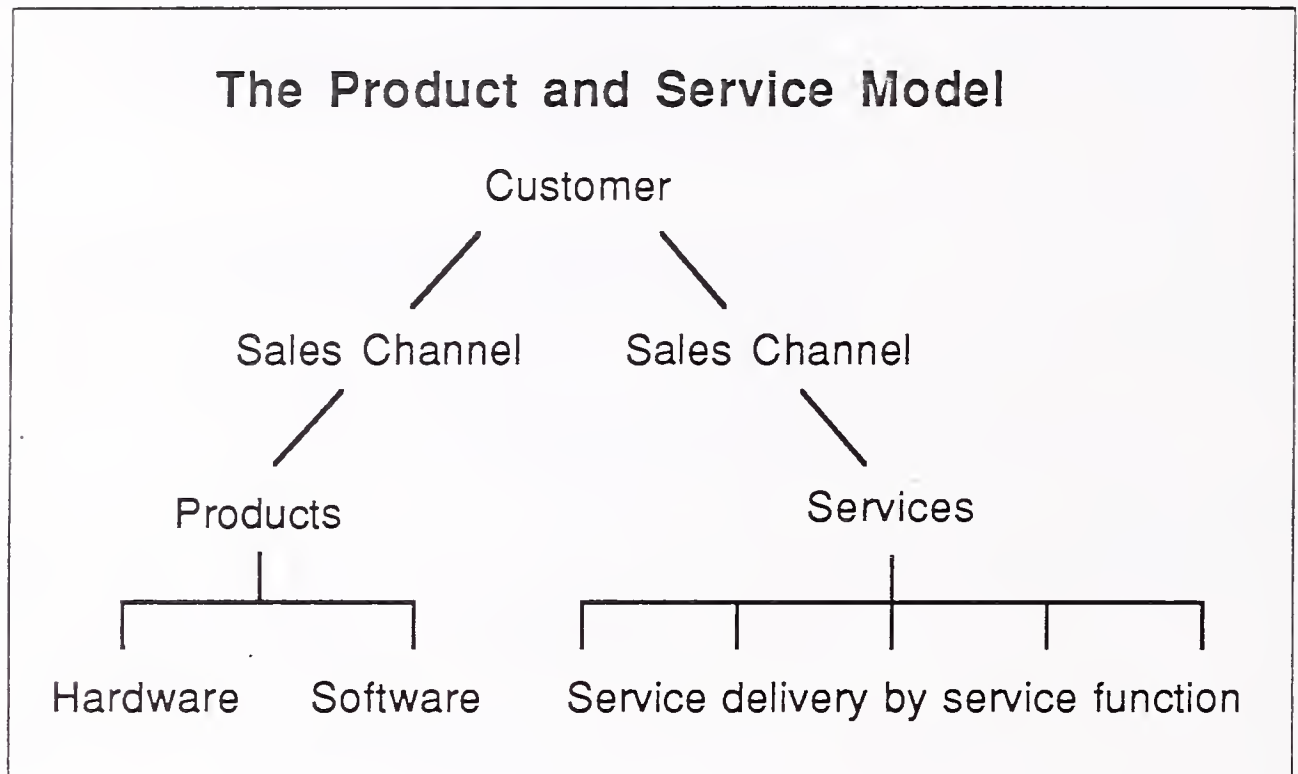 The Product and Service Model
Customer
Sales Channel Sales Channel
Products Services
Hardware Software Service delivery by service function